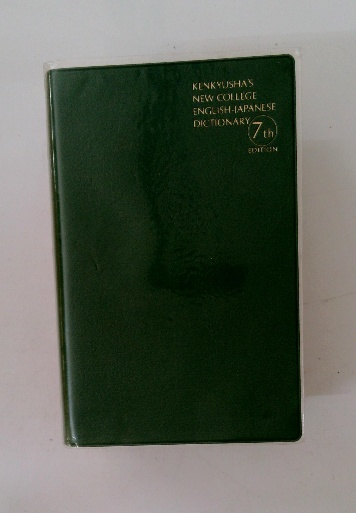 KENKYUSHA'S
NEW COLLEGE
ENGLISH-JAPANESE
DICTIONARY
7th
EDITION